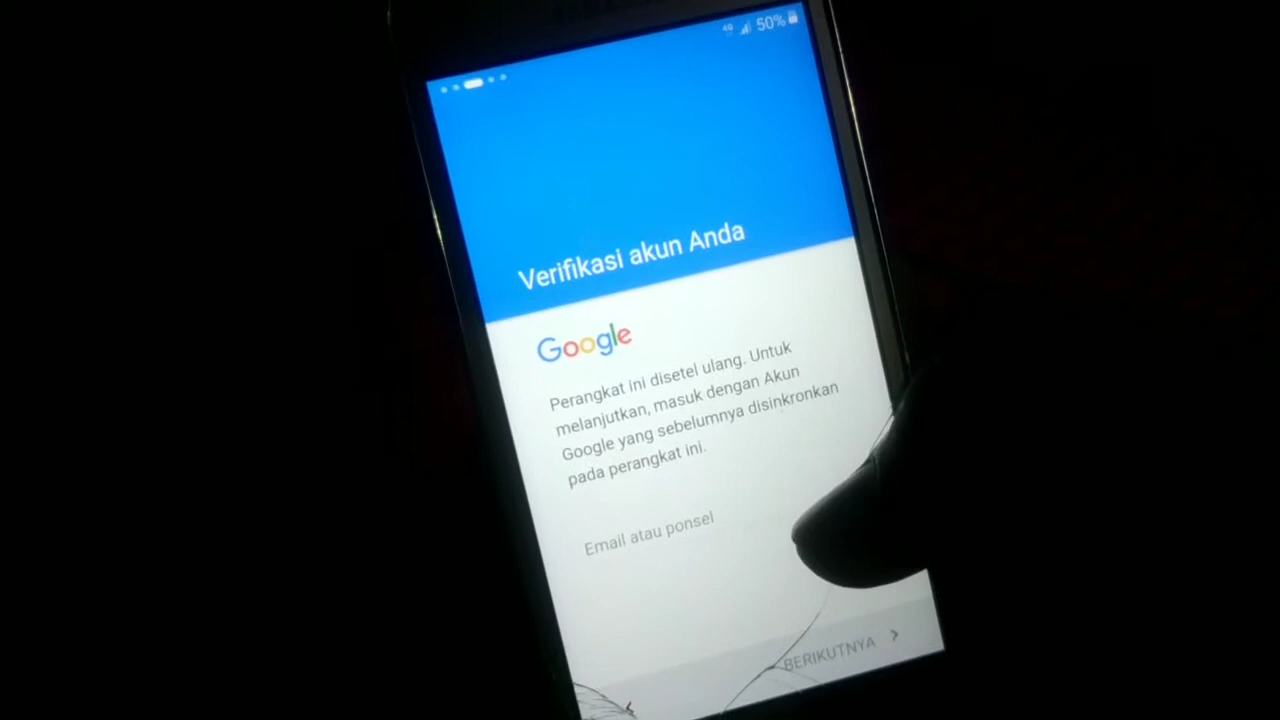 4G 50%
Verifikasi akun Anda
Google
Perangkat ini disetel ulang. Untuk
melanjutkan, masuk dengan Akun
Google yang sebelumnya disinkronkan
pada perangkat ini.
Email atau ponsel
BERIKUTNYA